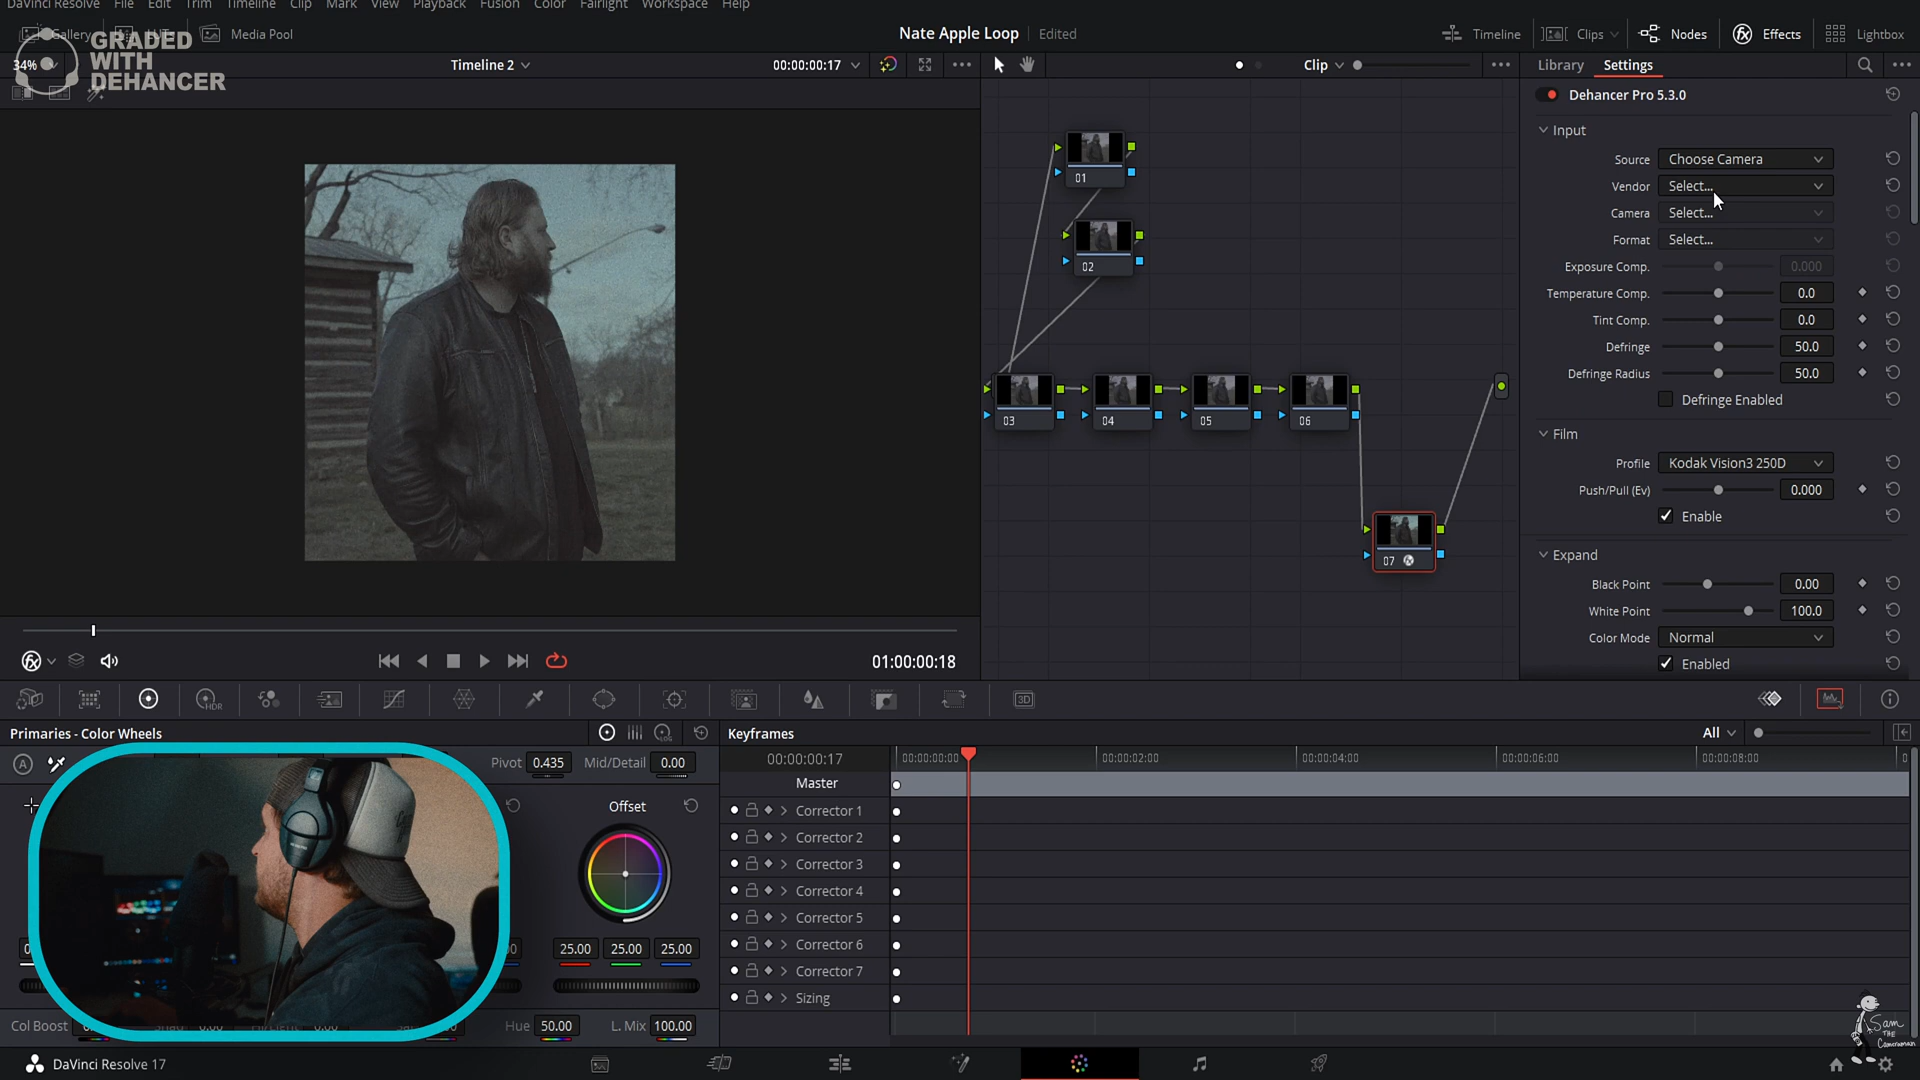 DaVinci Resolve File Edit Trim Timeline Clip Mark View Playback Fusion Color Fairlight Workspace Help
Gallery LUTs Media Pool
Nate Apple Loop Edited
Timeline Clips Nodes Effects Lightbox
GRADED
WITH
DEHANCER
34% Timeline 2 00:00:00:17
Clip
Library Settings
Dehancer Pro 5.3.0
Input
Source Choose Camera
Vendor Select...
Camera Select...
Format Select...
Exposure Comp. 0.000
Temperature Comp. 0.0
Tint Comp. 0.0
Defringe 50.0
Defringe Radius 50.0
Defringe Enabled
Film
Profile Kodak Vision3 250D
Push/Pull (Ev) 0.000
Enable
Expand
Black Point 0.00
White Point 100.0
Color Mode Normal
Enabled
01
02
03 04 05 06
07
01:00:00:18
HDR
3D
Primaries - Color Wheels
LOG
A
Pivot 0.435 Mid/Detail 0.00
Offset
25.00 25.00 25.00
Col Boost
Hue 50.00 L. Mix 100.00
Keyframes
All
00:00:00:17 00:00:00:00 00:00:02:00 00:00:04:00 00:00:06:00 00:00:08:00
Master
Corrector 1
Corrector 2
Corrector 3
Corrector 4
Corrector 5
Corrector 6
Corrector 7
Sizing
DaVinci Resolve 17
Sam
THE
Cameraman